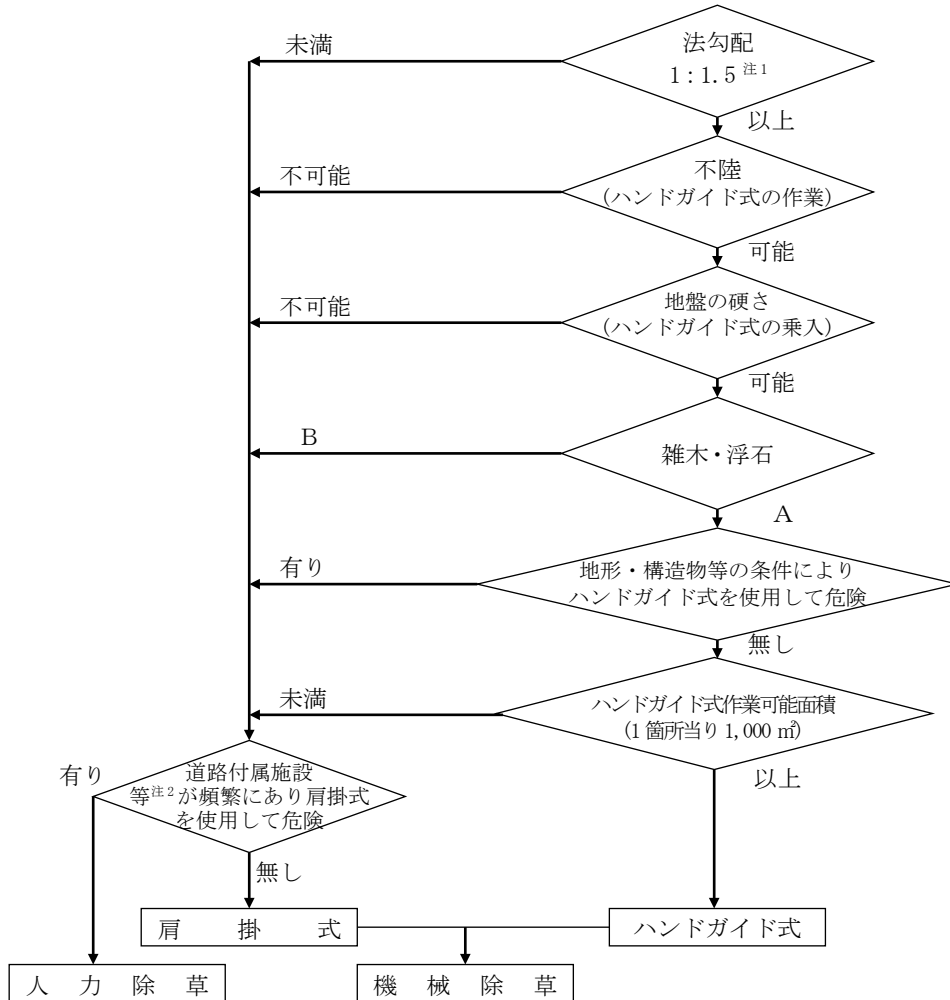 未満
法勾配
1:1.5 注1
以上
不可能
不陸
(ハンドガイド式の作業)
可能
不可能
地盤の硬さ
(ハンドガイド式の乗入)
可能
B
雑木・浮石
A
有り
地形・構造物等の条件により
ハンドガイド式を使用して危険
無し
未満
ハンドガイド式作業可能面積
(1箇所当り 1,000 ㎡)
以上
有り
道路付属施設
等注2が頻繁にあり肩掛式
を使用して危険
無し
肩掛式
ハンドガイド式
人力除草
機械除草